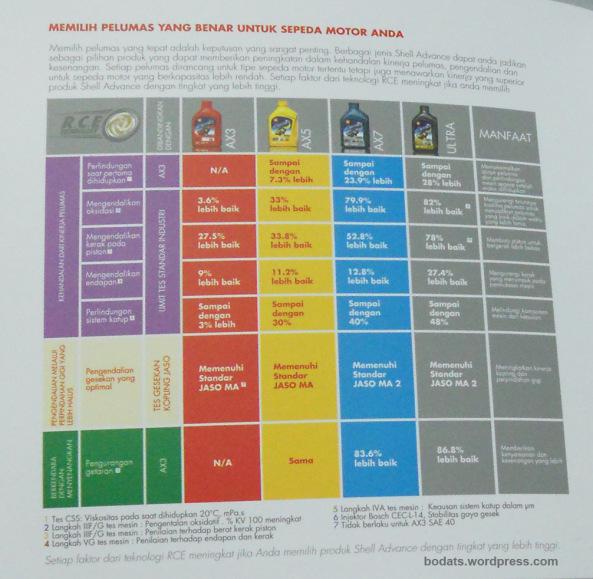 MEMILIH PELUMAS YANG BENAR UNTUK SEPEDA MOTOR ANDA
Memilih pelumas yang tepat adalah keputusan yang sangat penting. Berbagai jenis Shell Advance dapat anda jadikan
sebagai pilihan produk yang dapat memberikan peningkatan dalam kehandalan kinerja pelumas, pengendalian dan
kesenangan. Setiap pelumas dirancang untuk tipe sepeda motor tertentu tetapi juga menawarkan kinerja yang superior
untuk sepeda motor yang berkapasitas lebih rendah. Setiap faktor dari teknologi RCE meningkat jika anda memilih
produk Shell Advance dengan tingkat yang lebih tinggi.
RCE
DIBANDINGKAN
DENGAN
AX3
AX5
AX7
ULTRA
MANFAAT
KEHANDALAN DARI KINERJA PELUMAS
Perlindungan
saat pertama
dihidupkan 1
AX3
N/A
Sampai
dengan
7.3% lebih
Sampai
dengan
23.9% lebih
Sampai
dengan
28% lebih
Mengendalikan
oksidasi 2
LIMIT TES STANDAR INDUSTRI
3.6%
lebih baik
33%
lebih baik
79.9%
lebih baik
82%
lebih baik
Mengendalikan
kerak pada
piston 3
27.5%
lebih baik
33.8%
lebih baik
52.8%
lebih baik
78%
lebih baik
Membuat piston untuk
bergerak lebih bebas
Mengendalikan
endapan 4
9%
lebih baik
11.2%
lebih baik
12.8%
lebih baik
27.4%
lebih baik
Mengurangi kerak
yang menumpuk pada
permukaan mesin
Perlindungan
sistem katup 5
Sampai
dengan
3% lebih
Sampai
dengan
30%
Sampai
dengan
40%
Sampai
dengan
48%
Melindungi komponen
mesin dari keausan
PENGENDALIAN MELALUI
PERPINDAHAN GIGI YANG
LEBIH HALUS
Pengendalian
gesekan yang
optimal
TES GESEKAN
KOPLING JASO
Memenuhi
Standar
JASO MA 7
Memenuhi
Standar
JASO MA
Memenuhi
Standar
JASO MA 2
Memenuhi
Standar
JASO MA 2
Meningkatkan kinerja
kopling dan
perpindahan gigi
BERKENDARA
DENGAN
MENYENANGKAN
Pengurangan
getaran 6
AX3
N/A
Sama
83.6%
lebih baik
86.8%
lebih baik
Memberikan
kenyamanan dan
kesenangan yang lebih
1 Tes CSS: Viskositas pada saat dihidupkan 20°C, mPa.s
2 Langkah IIIF/G tes mesin : Pengentalan oksidatif . % KV 100 meningkat
3 Langkah IIIF/G tes mesin : Penilaian terhadap berat kerak piston
4 Langkah VG tes mesin : Penilaian terhadap endapan dan kerak
5 Langkah IVA tes mesin : Keausan sistem katup dalam µm
6 Injektor Bosch CEC-L-14, Stabilitas gaya gesek
7 Tidak berlaku untuk AX3 SAE 40
Setiap faktor dari teknologi RCE meningkat jika Anda memilih produk Shell Advance dengan tingkat yang lebih tinggi.
bodats.wordpress.com